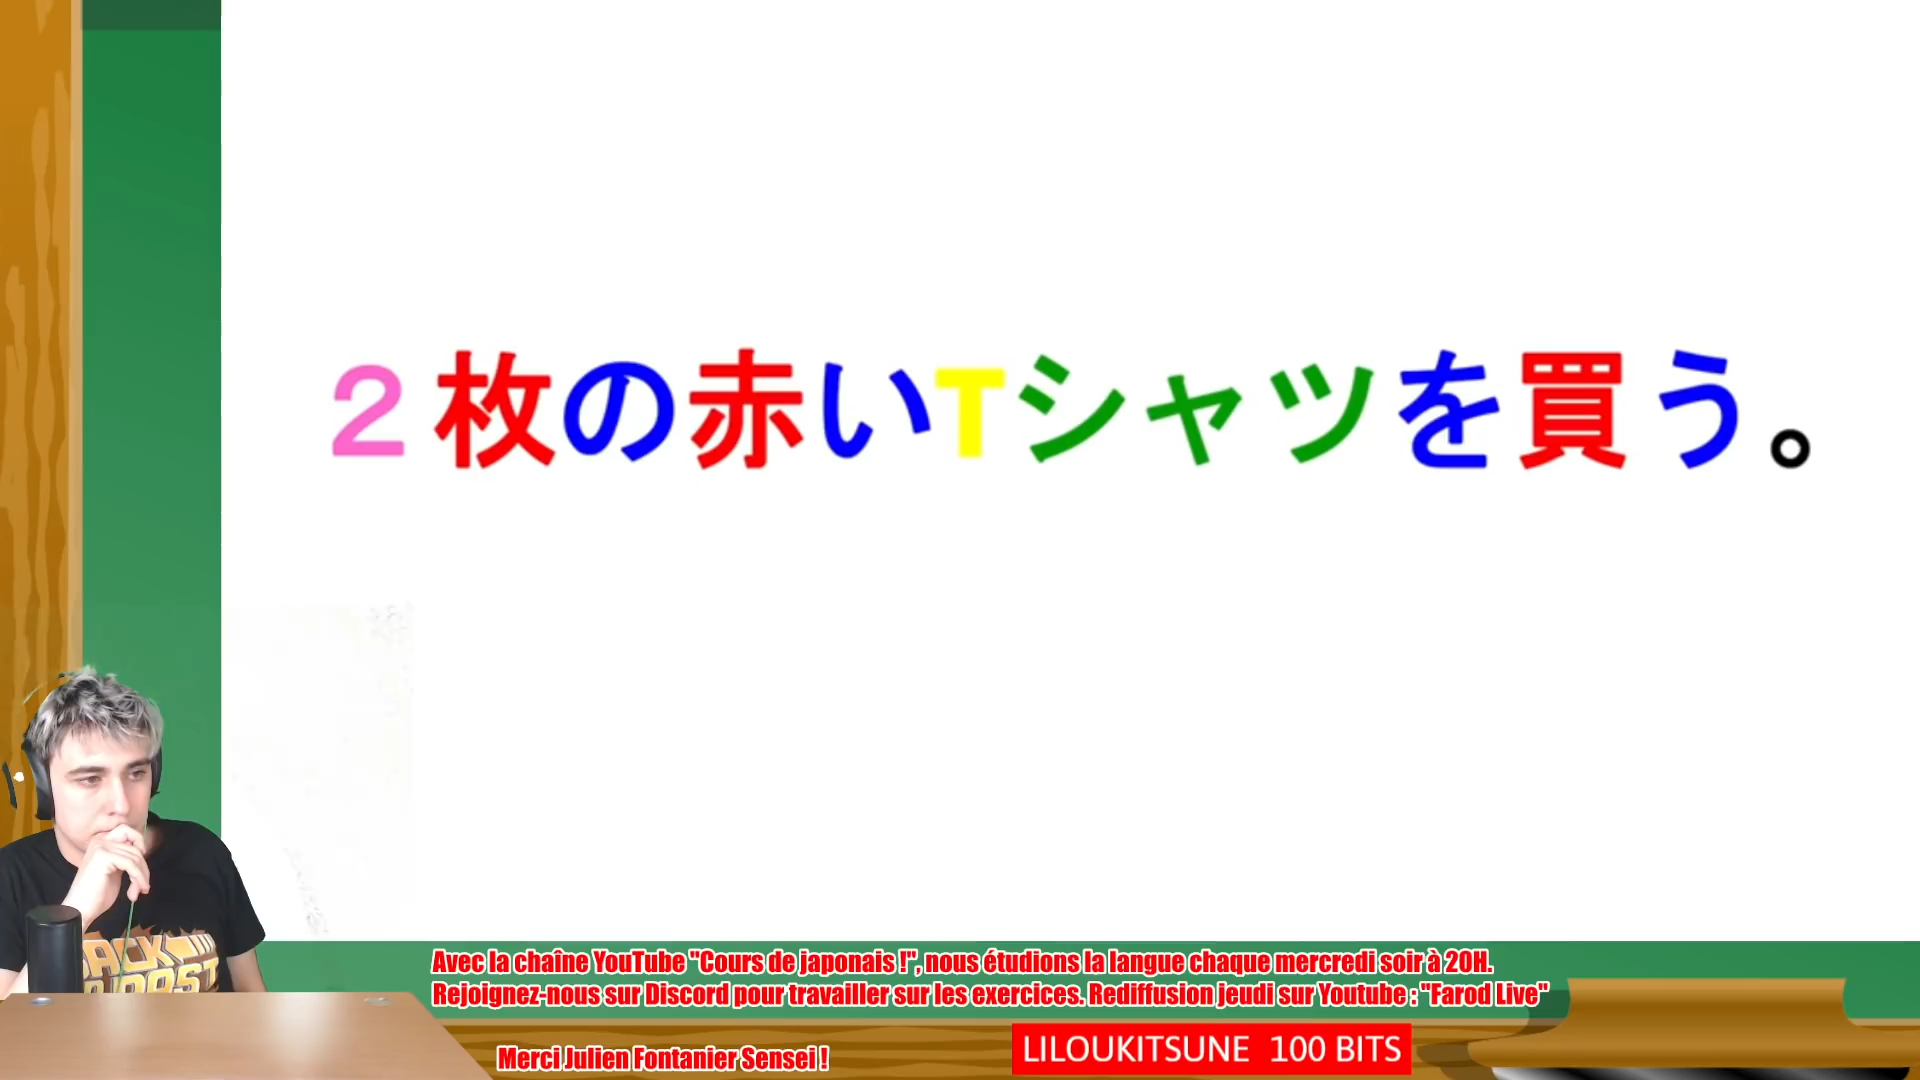 ２枚の赤いTシャツを買う。
Avec la chaîne YouTube "Cours de japonais !", nous étudions la langue chaque mercredi soir à 20H.
Rejoignez-nous sur Discord pour travailler sur les exercices. Rediffusion jeudi sur Youtube : "Farod Live"
Merci Julien Fontanier Sensei !
LILOUKITSUNE 100 BITS